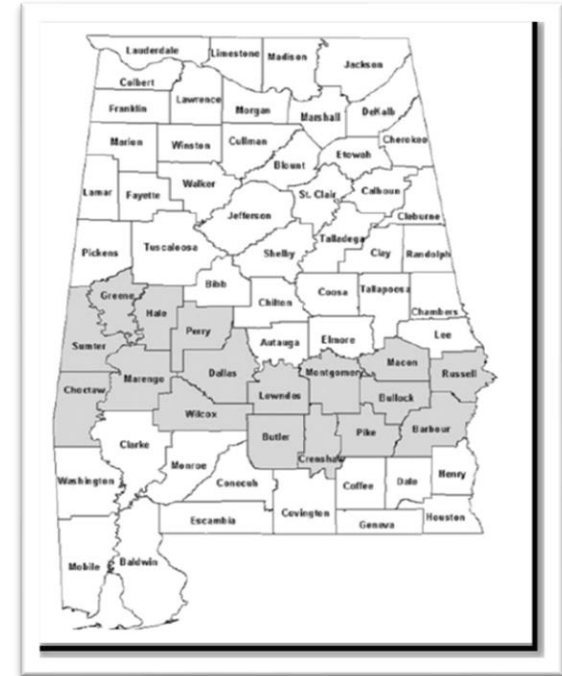 Lauderdale
Limestone
Madison
Jackson
Colbert
Lawrence
Franklin
Morgan
Marshall
DeKalb
Cherokee
Marion
Winston
Cullman
Etowah
Blount
Walker
Lamar
Fayette
St. Clair
Calhoun
Jefferson
Cleburne
Talladega
Tuscaloosa
Pickens
Shelby
Clay
Randolph
Bibb
Greene
Hale
Chilton
Coosa
Tallapoosa
Chambers
Perry
Lee
Sumter
Autauga
Elmore
Macon
Dallas
Montgomery
Russell
Marengo
Choctaw
Lowndes
Bullock
Wilcox
Butler
Pike
Barbour
Clarke
Crenshaw
Monroe
Washington
Conecuh
Coffee
Dale
Henry
Covington
Escambia
Geneva
Houston
Mobile
Baldwin